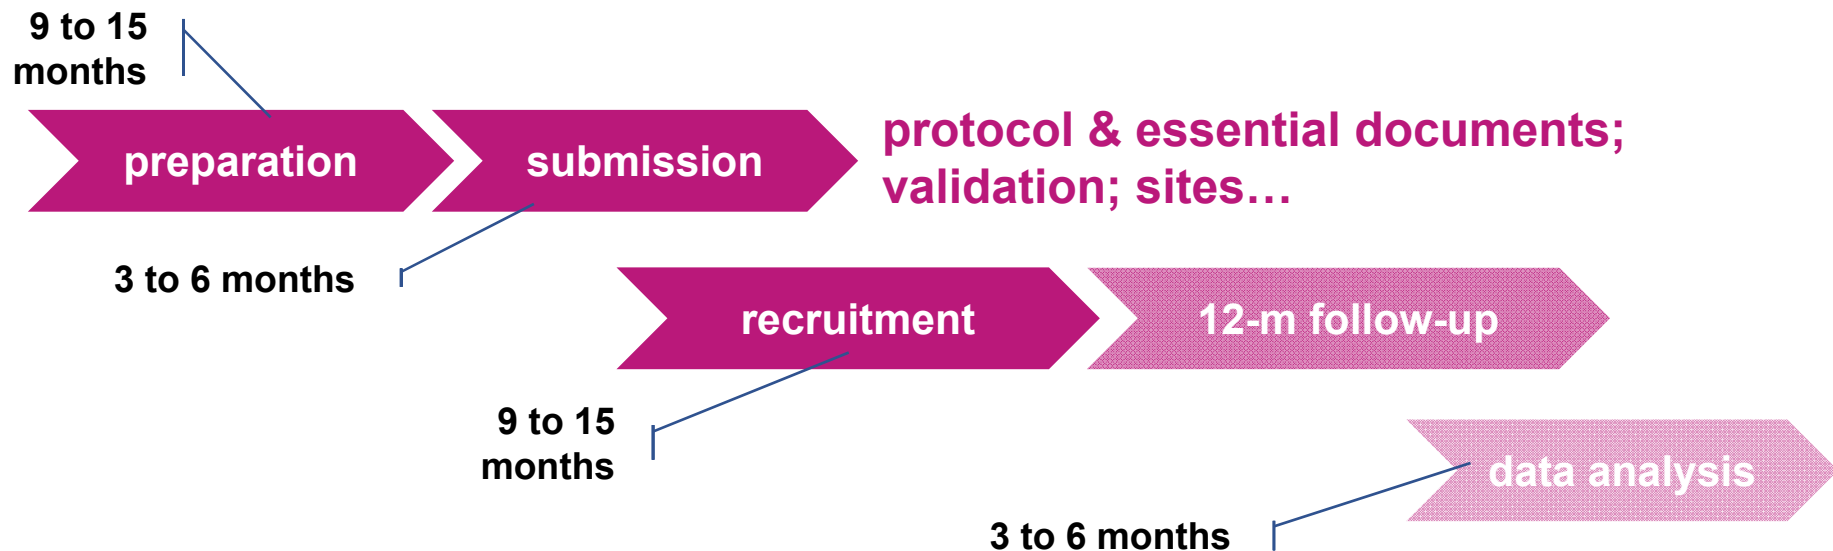 9 to 15
months
preparation
submission
protocol & essential documents;
validation; sites…
3 to 6 months
recruitment
12-m follow-up
9 to 15
months
data analysis
3 to 6 months